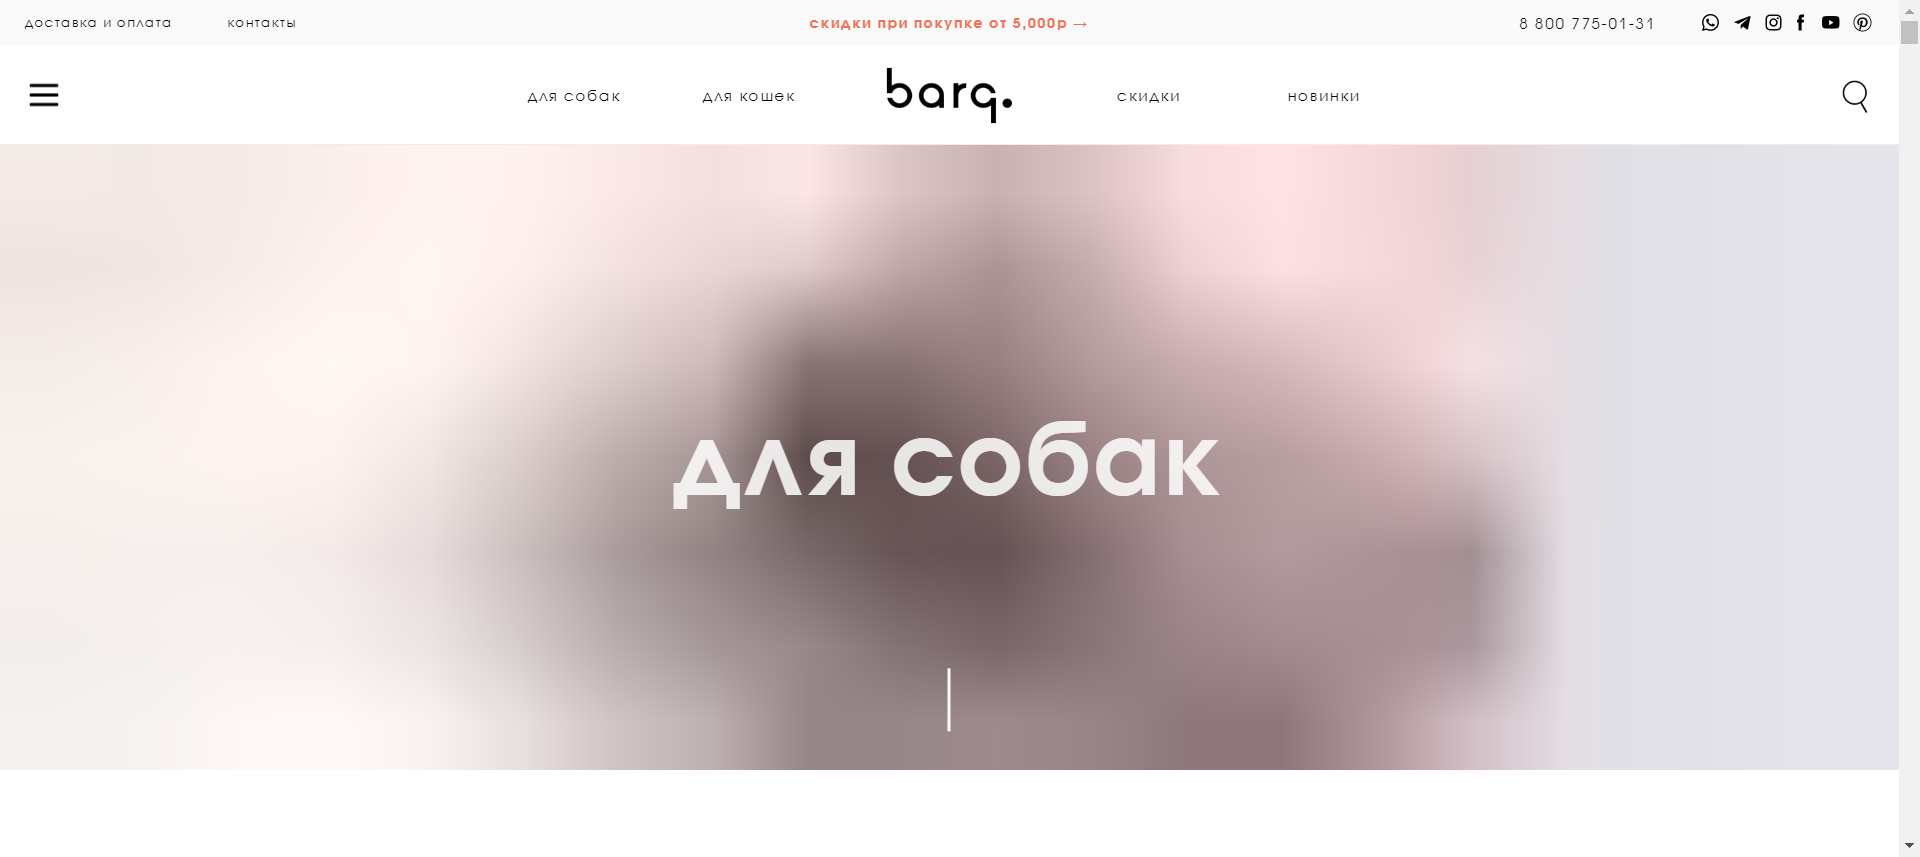 доставка и оплата
контакты
скидки при покупке от 5,000р →
8 800 775-01-31
для собак
для кошек
barq.
скидки
новинки
для собак